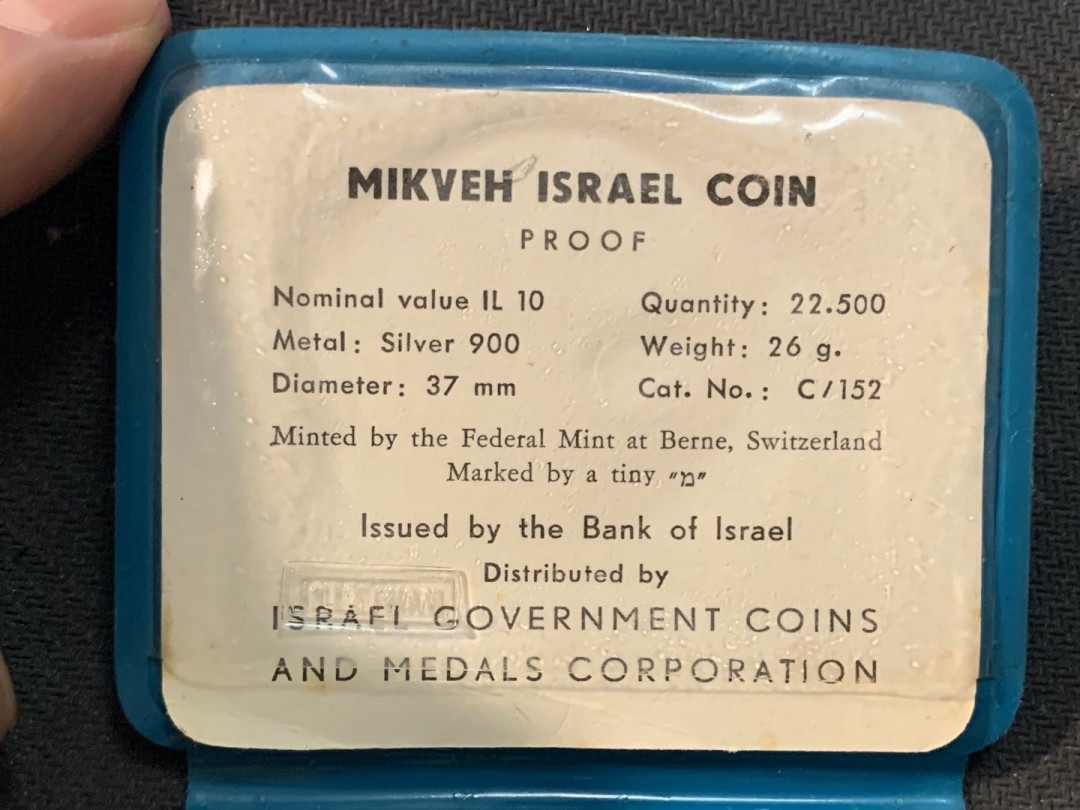 MIKVEH ISRAEL COIN
PROOF
Nominal value IL 10 Quantity: 22.500
Metal: Silver 900 Weight: 26 g.
Diameter: 37 mm Cat. No.: C/152
Minted by the Federal Mint at Berne, Switzerland
Marked by a tiny "מ"
Issued by the Bank of Israel
Distributed by
ISRAEL GOVERNMENT COINS
AND MEDALS CORPORATION